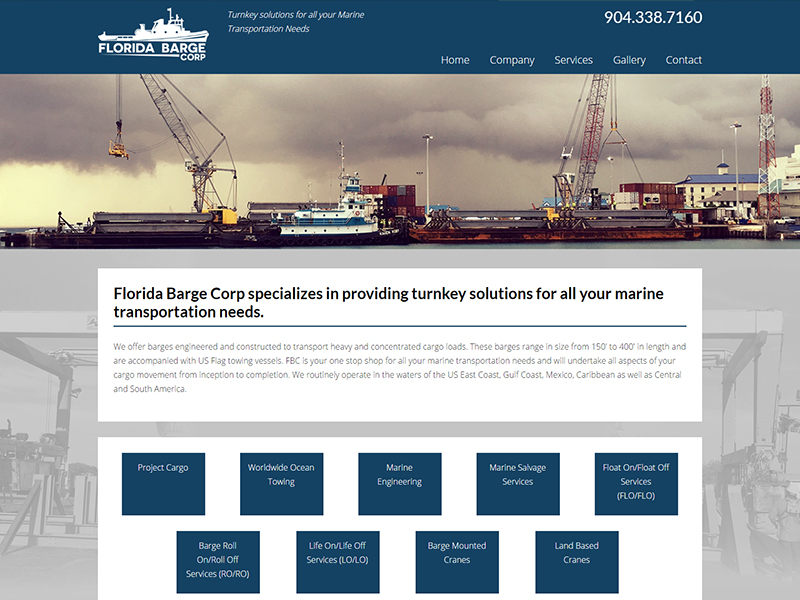 FLORIDA BARGE
CORP
Turnkey solutions for all your Marine
Transportation Needs
904.338.7160
Home Company Services Gallery Contact
Florida Barge Corp specializes in providing turnkey solutions for all your marine
transportation needs.
We offer barges engineered and constructed to transport heavy and concentrated cargo loads. These barges range in size from 150' to 400' in length and
are accompanied with US Flag towing vessels. FBC is your one stop shop for all your marine transportation needs and will undertake all aspects of your
cargo movement from inception to completion. We routinely operate in the waters of the US East Coast, Gulf Coast, Mexico, Caribbean as well as Central
and South America.
Project Cargo
Worldwide Ocean
Towing
Marine
Engineering
Marine Salvage
Services
Float On/Float Off
Services
(FLO/FLO)
Barge Roll
On/Roll Off
Services (RO/RO)
Life On/Life Off
Services (LO/LO)
Barge Mounted
Cranes
Land Based
Cranes